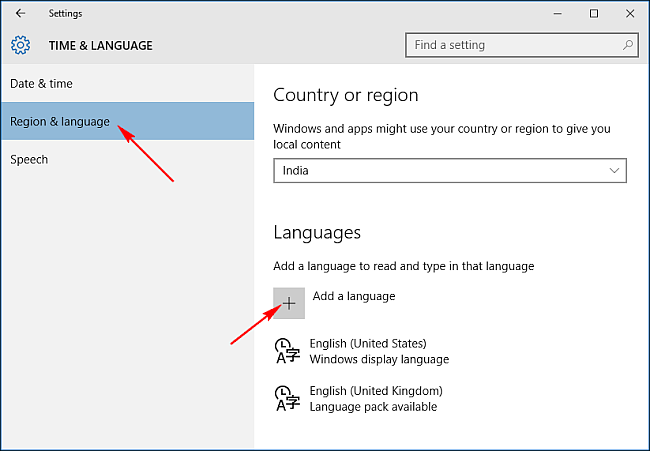 Settings
TIME & LANGUAGE
Find a setting
Date & time
Region & language
Speech
Country or region
Windows and apps might use your country or region to give you
local content
India
Languages
Add a language to read and type in that language
Add a language
English (United States)
Windows display language
English (United Kingdom)
Language pack available